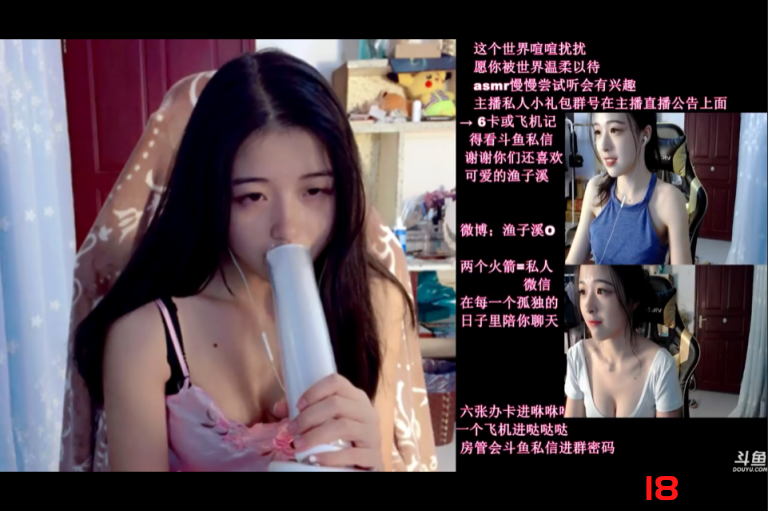 这个世界喧喧扰扰
愿你被世界温柔以待
asmr慢慢尝试听会有兴趣
主播私人小礼包群号在主播直播公告上面
→ 6卡或飞机记
得看斗鱼私信
谢谢你们还喜欢
可爱的渔子溪
微博：渔子溪O
两个火箭=私人
微信
在每一个孤独的
日子里陪你聊天
六张办卡进咻咻
一个飞机进哒哒哒
房管会斗鱼私信进群密码
斗鱼
DOUYU.COM
18